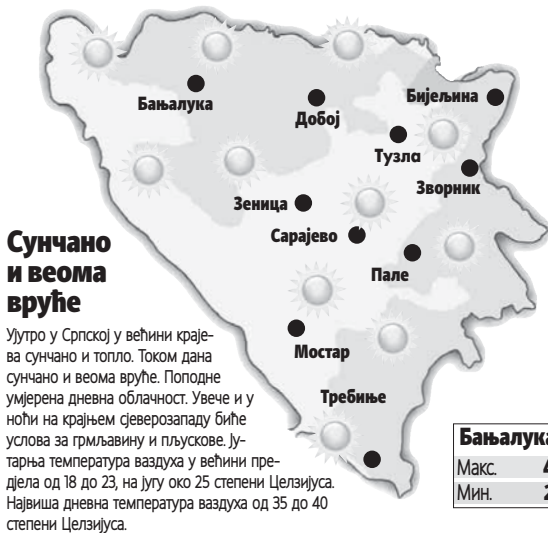 Бањалука
Добој
Бијељина
Тузла
Зворник
Зеница
Сарајево
Пале
Мостар
Требиње
Сунчано
и веома
вруће
Ујутро у Српској у већини краје-
ва сунчано и топло. Током дана
сунчано и веома вруће. Поподне
умјерена дневна облачност. Увече и у
ноћи на крајњем сјеверозападу биће
услова за грмљавину и пљускове. Ју-
тарња температура ваздуха у већини пре-
дјела од 18 до 23, на југу око 25 степени Целзијуса.
Највиша дневна температура ваздуха од 35 до 40
степени Целзијуса.
Бањалука
Макс.
Мин.